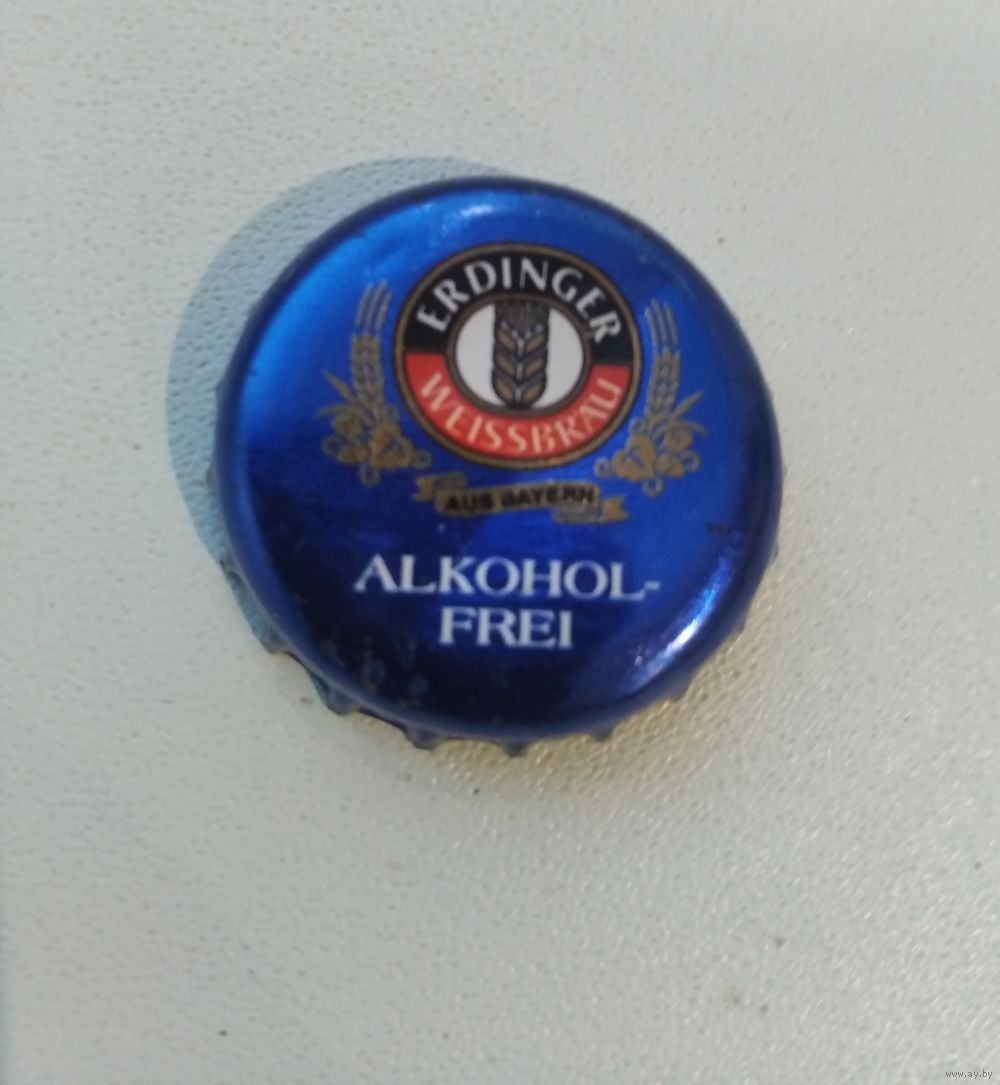 ERDINGER
WEISSBRÄU
AUS BAYERN
ALKOHOL-
FREI
www.ay.by